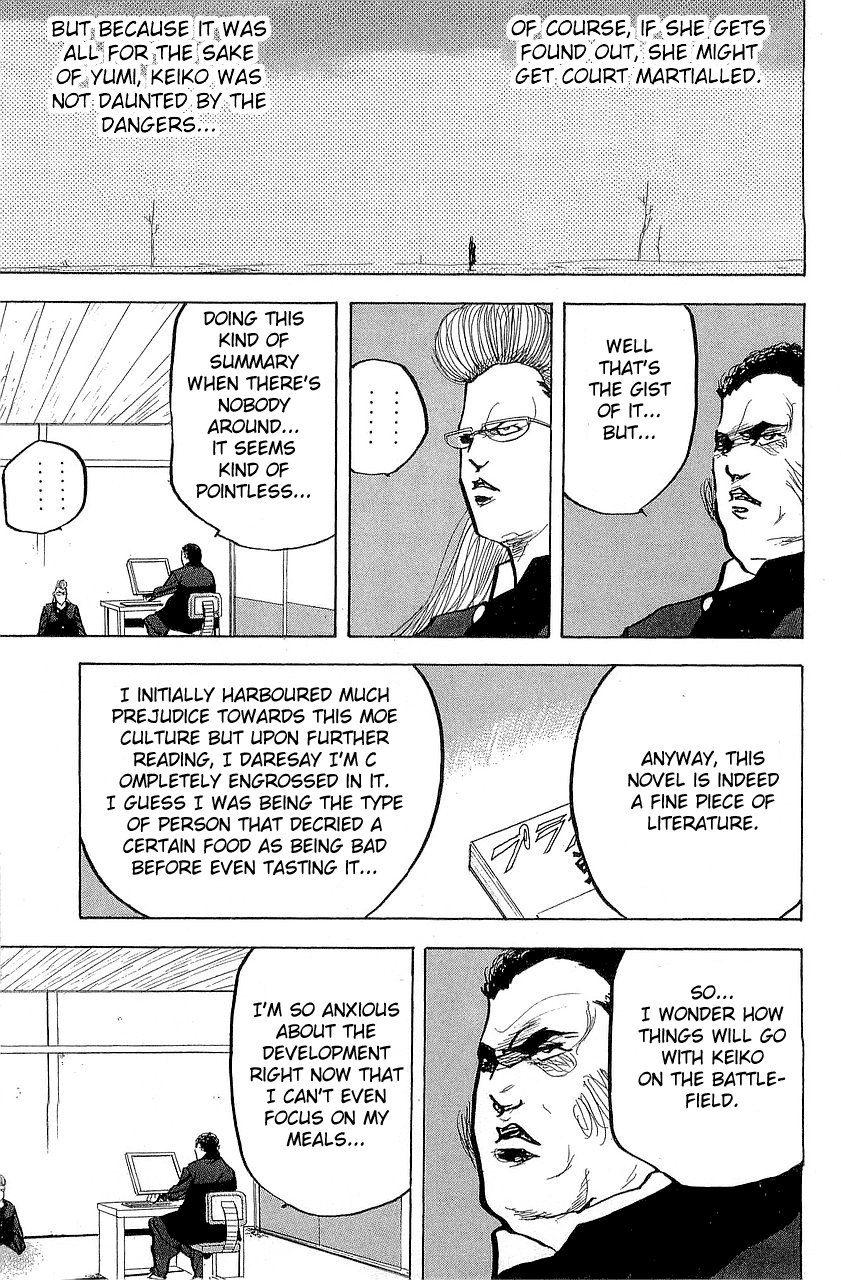 OF COURSE, IF SHE GETS
FOUND OUT, SHE MIGHT
GET COURT MARTIALLED.
BUT BECAUSE IT WAS
ALL FOR THE SAKE
OF YUMI, KEIKO WAS
NOT DAUNTED BY THE
DANGERS...
WELL
THAT'S
THE GIST
OF IT...
BUT...
......
DOING THIS
KIND OF
SUMMARY
WHEN THERE'S
NOBODY
AROUND...
IT SEEMS
KIND OF
POINTLESS...
......
ANYWAY, THIS
NOVEL IS INDEED
A FINE PIECE OF
LITERATURE.
プラ
I INITIALLY HARBOURED MUCH
PREJUDICE TOWARDS THIS MOE
CULTURE BUT UPON FURTHER
READING, I DARESAY I'M C
OMPLETELY ENGROSSED IN IT.
I GUESS I WAS BEING THE TYPE
OF PERSON THAT DECRIED A
CERTAIN FOOD AS BEING BAD
BEFORE EVEN TASTING IT...
SO...
I WONDER HOW
THINGS WILL GO
WITH KEIKO
ON THE BATTLE-
FIELD.
I'M SO ANXIOUS
ABOUT THE
DEVELOPMENT
RIGHT NOW THAT
I CAN'T EVEN
FOCUS ON MY
MEALS...